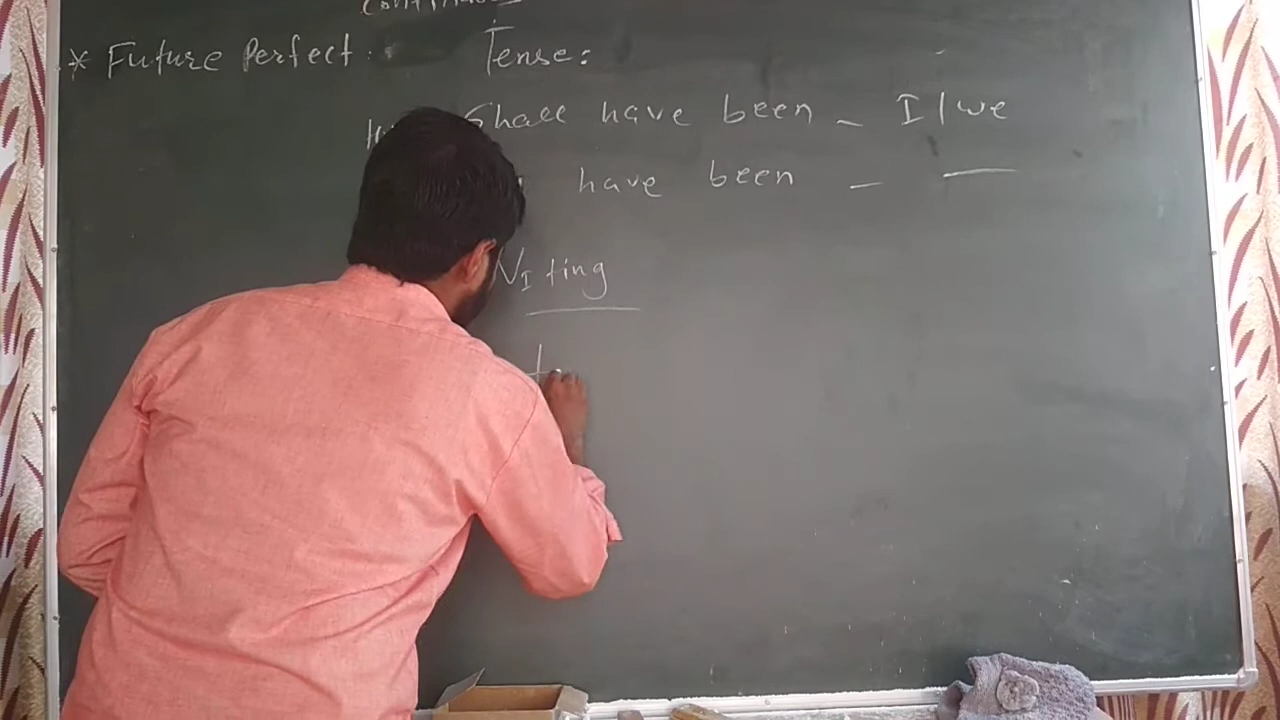 * Future Perfect : Tense :
Shall have been - I / we
have been - —
V₁ + ing